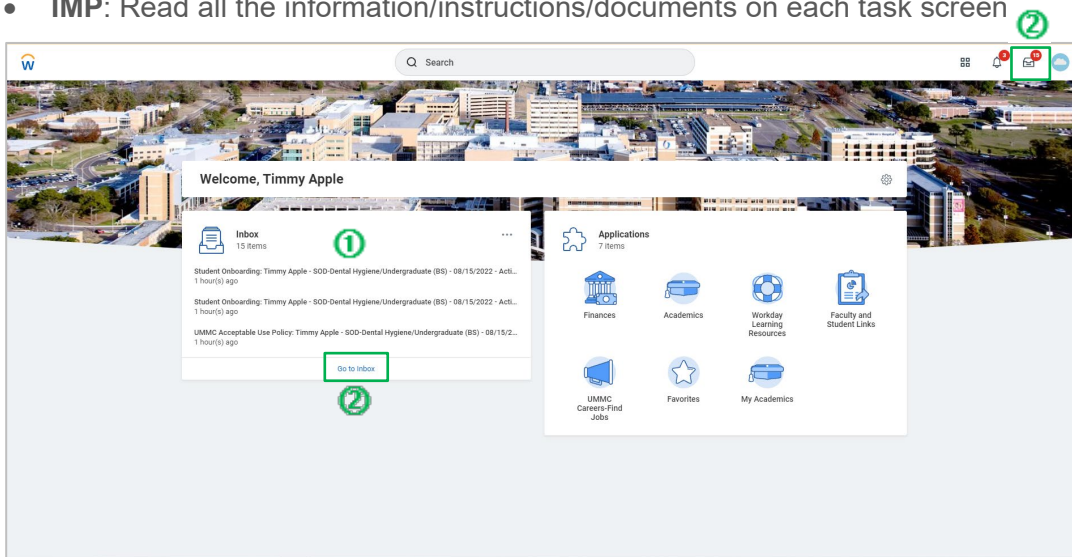 • IMP: Read all the information/instructions/documents on each task screen
②
W
Search
3
15
Welcome, Timmy Apple
Inbox
15 items
①
Student Onboarding: Timmy Apple - SOD-Dental Hygiene/Undergraduate (BS) - 08/15/2022 - Acti...
1 hour(s) ago
Student Onboarding: Timmy Apple - SOD-Dental Hygiene/Undergraduate (BS) - 08/15/2022 - Acti...
1 hour(s) ago
UMMC Acceptable Use Policy: Timmy Apple - SOD-Dental Hygiene/Undergraduate (BS) - 08/15/2...
1 hour(s) ago
Go to Inbox
②
Applications
7 items
Finances
Academics
Workday
Learning
Resources
Faculty and
Student Links
UMMC
Careers-Find
Jobs
Favorites
My Academics